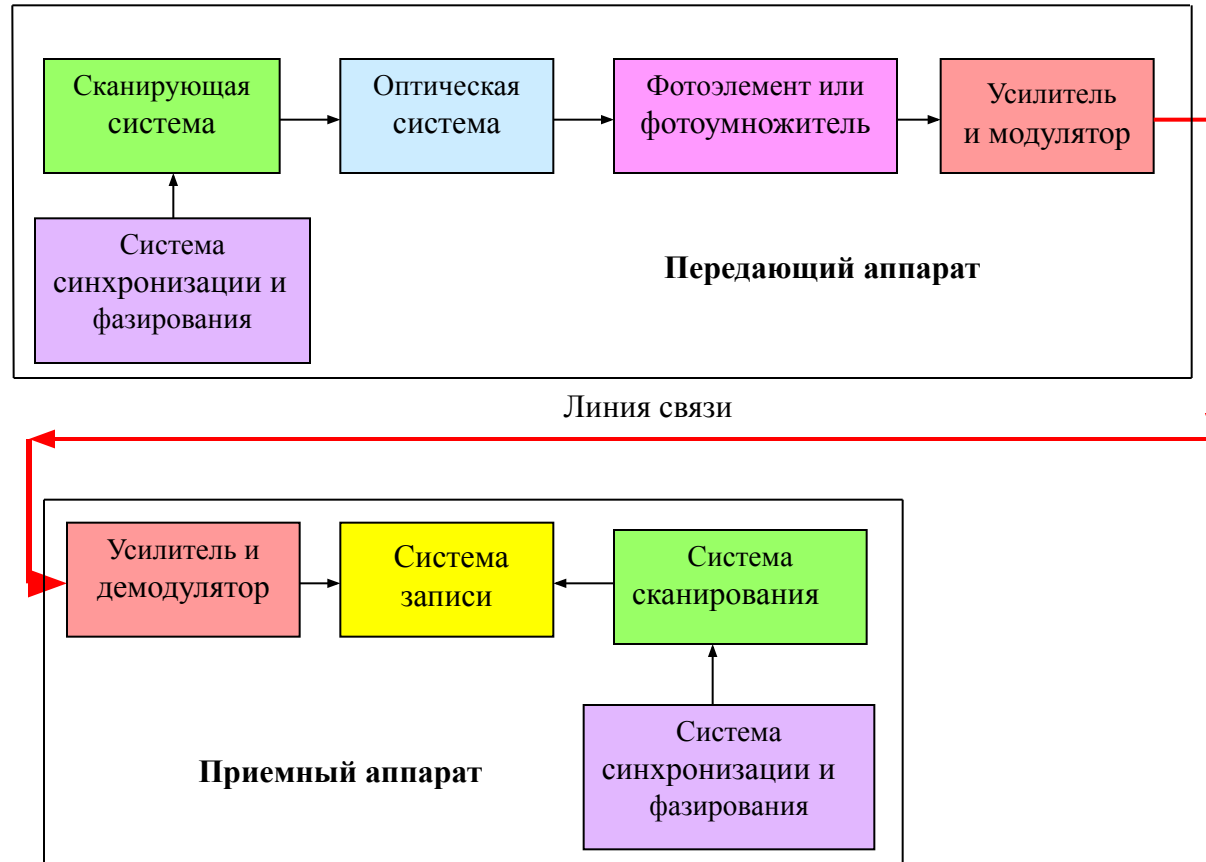 Сканирующая
система
Оптическая
система
Фотоэлемент или
фотоумножитель
Усилитель
и модулятор
Система
синхронизации и
фазирования
Передающий аппарат
Линия связи
Усилитель и
демодулятор
Система
записи
Система
сканирования
Система
синхронизации и
фазирования
Приемный аппарат